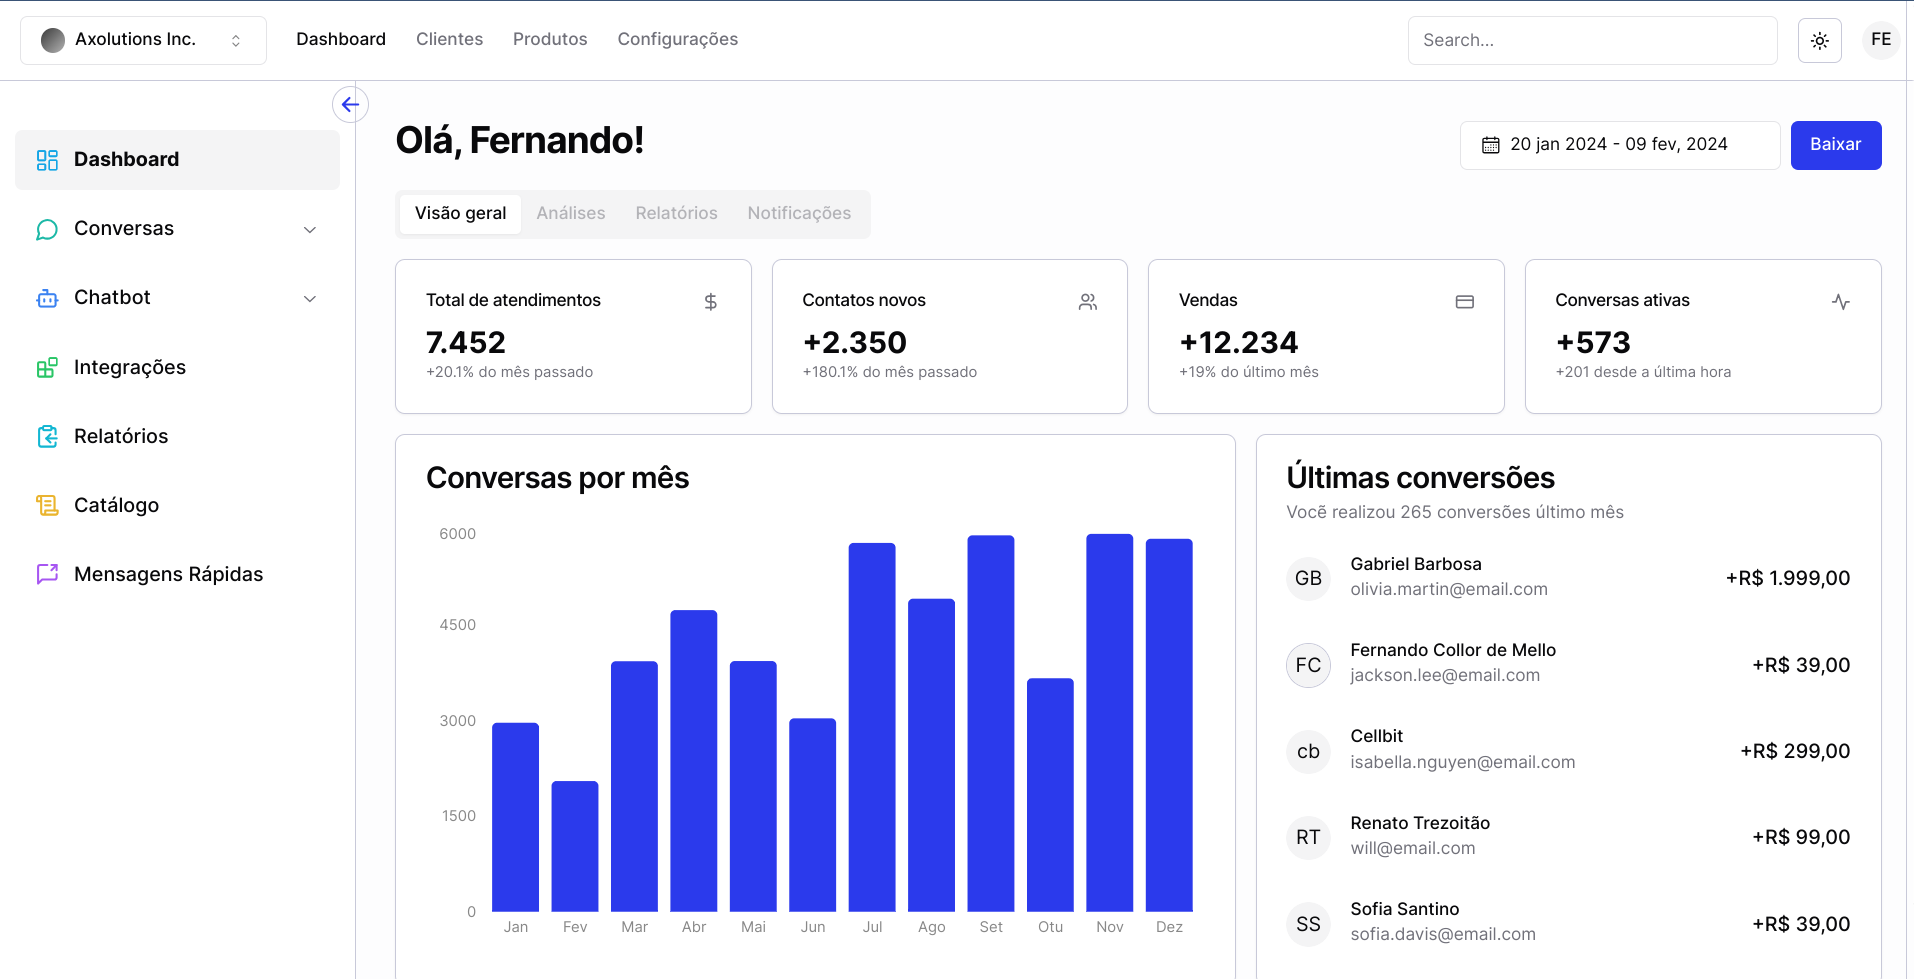 Axolutions Inc.
Dashboard Clientes Produtos Configurações
Search...
FE
Dashboard
Conversas
Chatbot
Integrações
Relatórios
Catálogo
Mensagens Rápidas
Olá, Fernando!
20 jan 2024 - 09 fev, 2024
Baixar
Visão geral Análises Relatórios Notificações
Total de atendimentos
$
7.452
+20.1% do mês passado
Contatos novos
+2.350
+180.1% do mês passado
Vendas
+12.234
+19% do último mês
Conversas ativas
+573
+201 desde a última hora
Conversas por mês
6000
4500
3000
1500
0
Jan Fev Mar Abr Mai Jun Jul Ago Set Otu Nov Dez
Últimas conversões
Vocẽ realizou 265 conversões último mês
GB
Gabriel Barbosa
olivia.martin@email.com
+R$ 1.999,00
FC
Fernando Collor de Mello
jackson.lee@email.com
+R$ 39,00
cb
Cellbit
isabella.nguyen@email.com
+R$ 299,00
RT
Renato Trezoitão
will@email.com
+R$ 99,00
SS
Sofia Santino
sofia.davis@email.com
+R$ 39,00